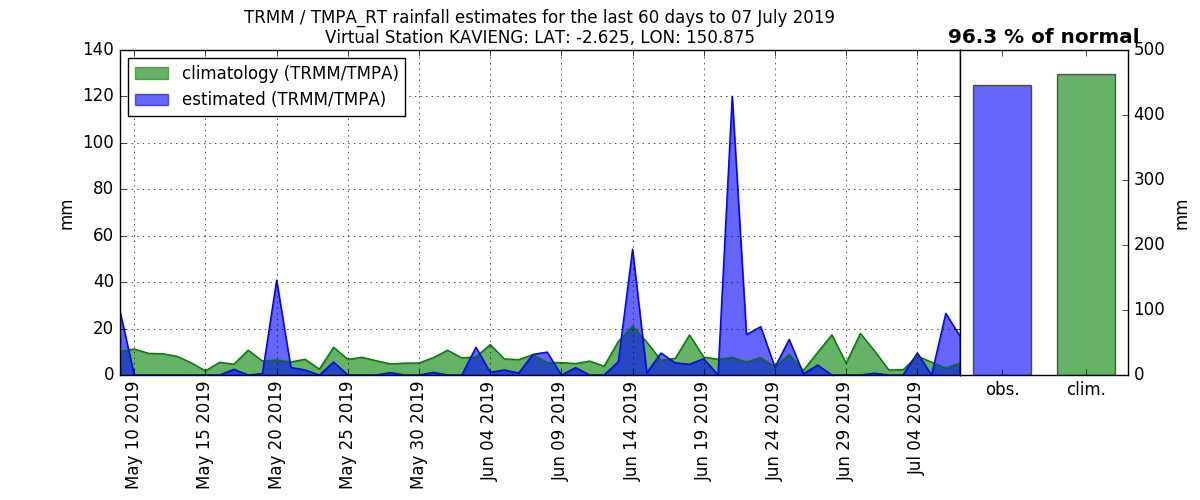 TRMM / TMPA_RT rainfall estimates for the last 60 days to 07 July 2019
Virtual Station KAVIENG: LAT: -2.625, LON: 150.875
96.3 % of normal
climatology (TRMM/TMPA)
estimated (TRMM/TMPA)
140
120
100
80
60
40
20
0
mm
May 10 2019
May 15 2019
May 20 2019
May 25 2019
May 30 2019
Jun 04 2019
Jun 09 2019
Jun 14 2019
Jun 19 2019
Jun 24 2019
Jun 29 2019
Jul 04 2019
obs.
clim.
500
400
300
200
100
0
mm